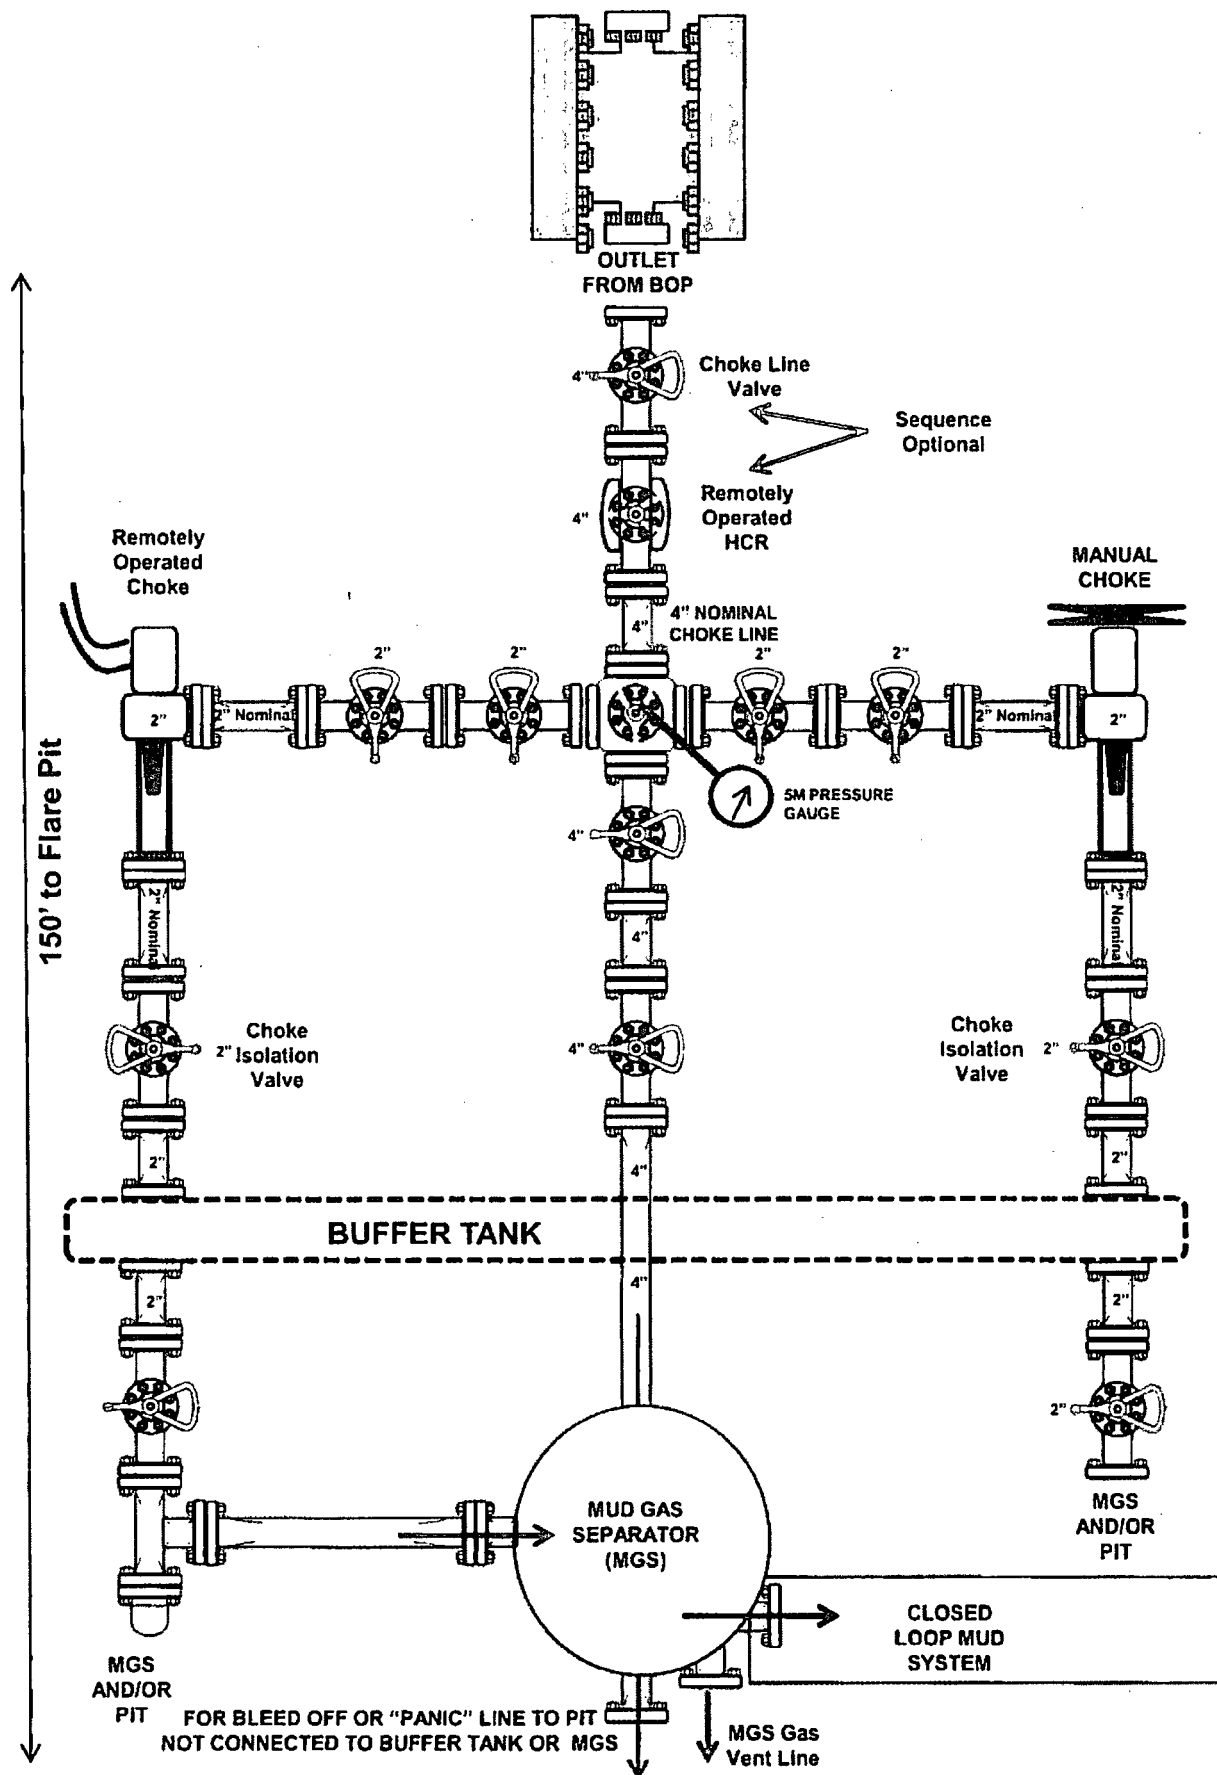 OUTLET
FROM BOP
4"
Choke Line
Valve
Sequence
Optional
4"
Remotely
Operated
HCR
Remotely
Operated
Choke
MANUAL
CHOKE
4"
4" NOMINAL
CHOKE LINE
2"
2"
2"
2"
2"
2" Nominal
2" Nominal
2"
5M PRESSURE
GAUGE
4"
150' to Flare Pit
2" Nominal
4"
2" Nominal
2"
Choke
Isolation
Valve
4"
Choke
Isolation
Valve
2"
2"
4"
2"
BUFFER TANK
2"
4"
2"
2"
MUD GAS
SEPARATOR
(MGS)
MGS
AND/OR
PIT
CLOSED
LOOP MUD
SYSTEM
MGS
AND/OR
PIT
FOR BLEED OFF OR "PANIC" LINE TO PIT
NOT CONNECTED TO BUFFER TANK OR MGS
MGS Gas
Vent Line